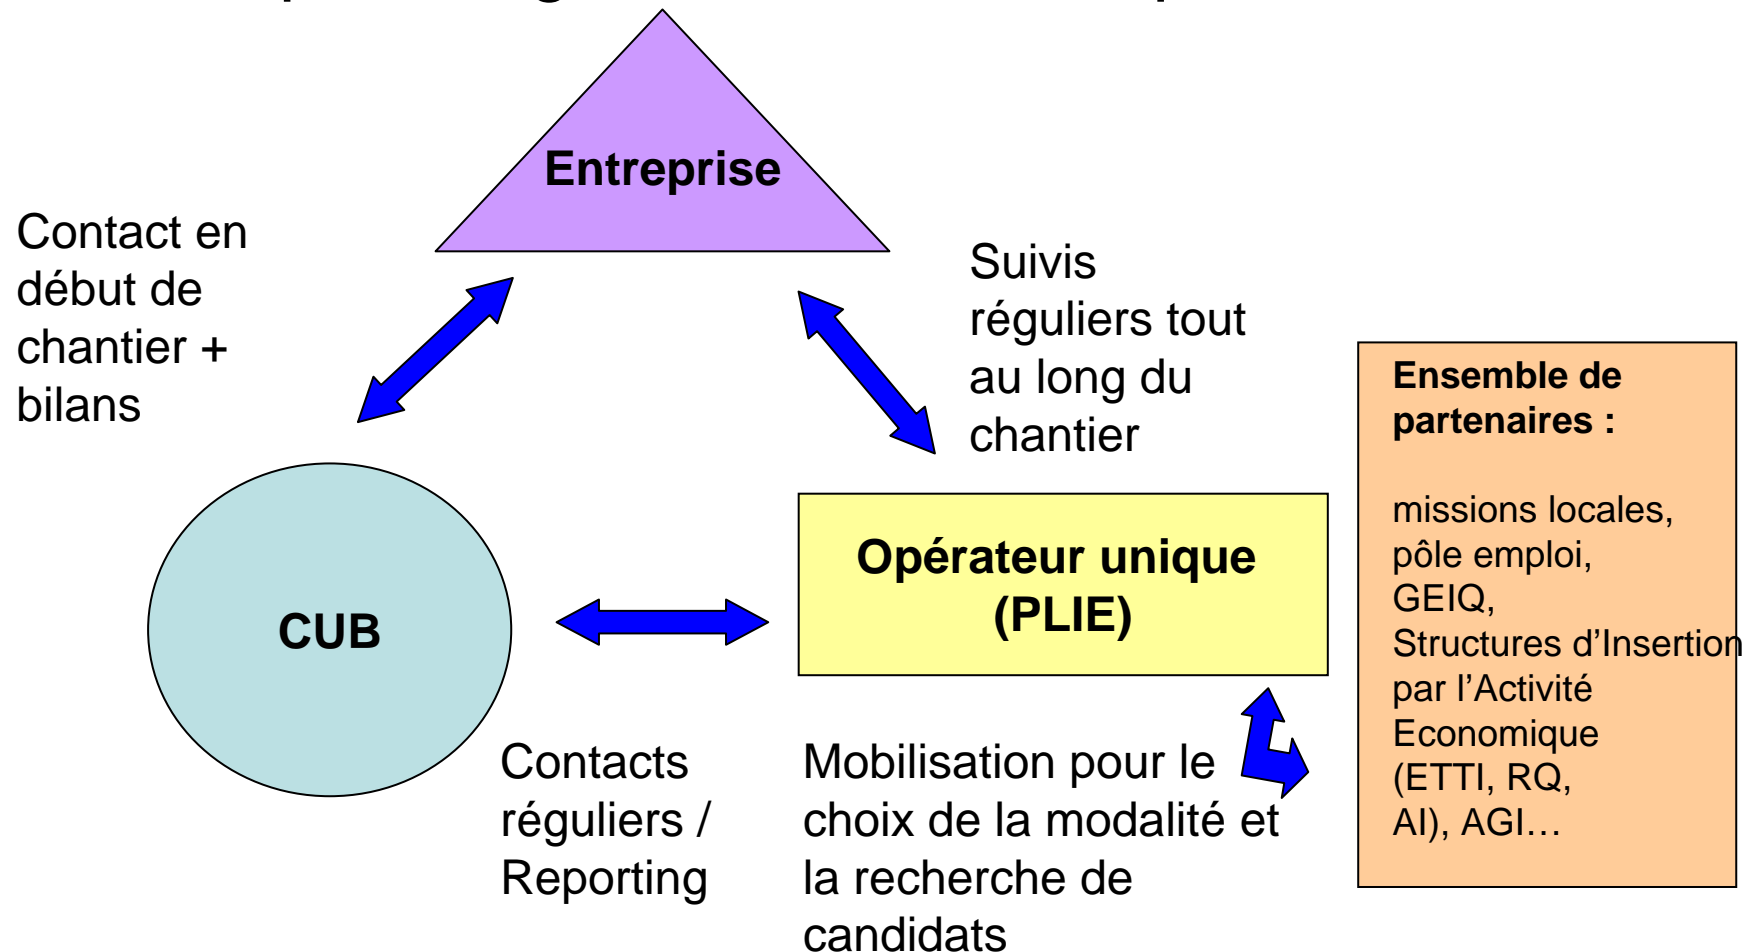 Entreprise
Contact en
début de
chantier +
bilans
Suivis
réguliers tout
au long du
chantier
Ensemble de
partenaires :
missions locales,
pôle emploi,
GEIQ,
Structures d’Insertion
par l’Activité
Economique
(ETTI, RQ,
AI), AGI…
Opérateur unique
(PLIE)
CUB
Contacts
réguliers /
Reporting
Mobilisation pour le
choix de la modalité et
la recherche de
candidats